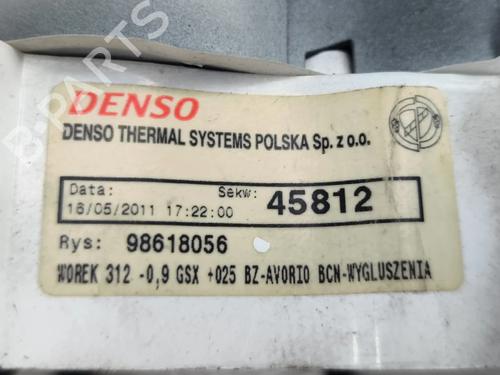 DENSO
DENSO THERMAL SYSTEMS POLSKA Sp. z o.o.
Data: Sekw:
16/05/2011 17:22:00 45812
Rys: 98618056
WOREK 312 -0,9 GSX +025 BZ-AVORIO BCN-WYGLUSZENIA
B-PARTS